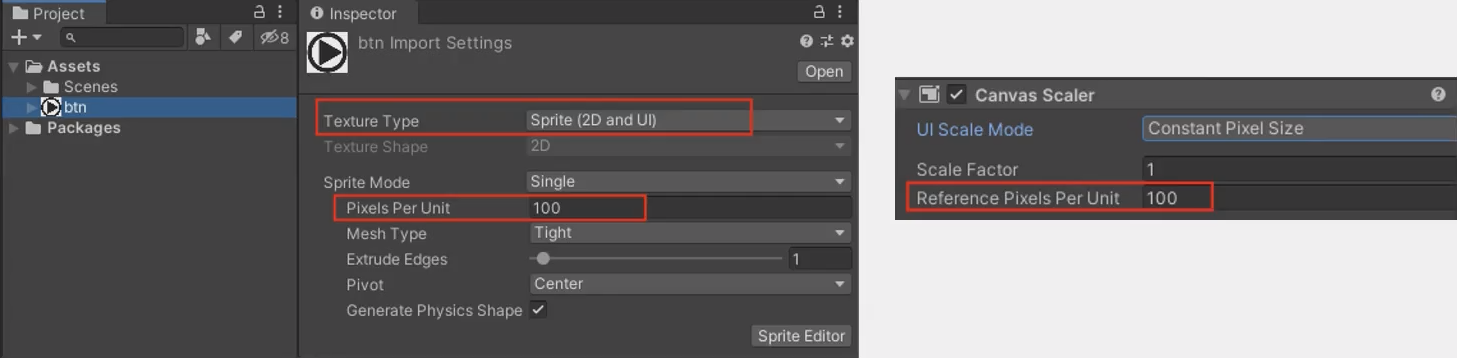 Project
8
Assets
Scenes
btn
Packages
Inspector
btn Import Settings
Open
Texture Type Sprite (2D and UI)
Texture Shape 2D
Sprite Mode Single
Pixels Per Unit 100
Mesh Type Tight
Extrude Edges 1
Pivot Center
Generate Physics Shape
Sprite Editor
Canvas Scaler
UI Scale Mode Constant Pixel Size
Scale Factor 1
Reference Pixels Per Unit 100